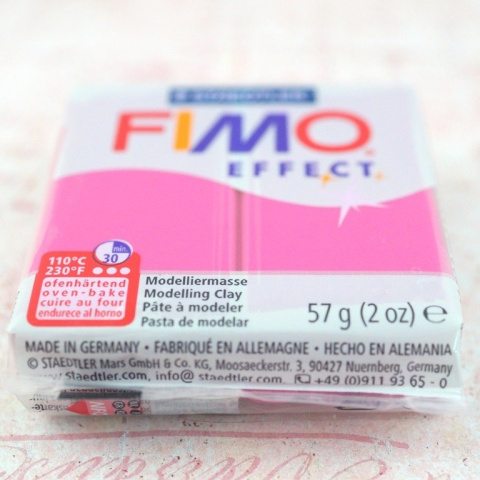 STAEDTLER
FIMO
EFFECT
min.
30
110°C
230°F
ofenhärtend
oven-bake
cuire au four
endurece al horno
Modelliermasse
Modelling Clay
Pâte à modeler
Pasta de modelar
57 g (2 oz) ℮
MADE IN GERMANY • FABRIQUÉ EN ALLEMAGNE • HECHO EN ALEMANIA
© STAEDTLER Mars GmbH & Co. KG, Moosaeckerstr. 3, 90427 Nuernberg, Germany
www.staedtler.com, info@staedtler.com, +49 (0)911 93 65 - 0